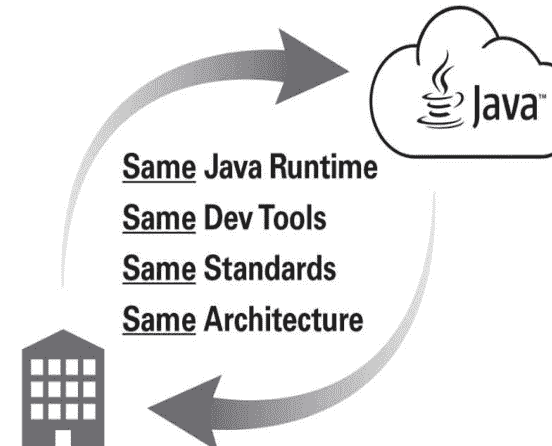 Java™
Same Java Runtime
Same Dev Tools
Same Standards
Same Architecture